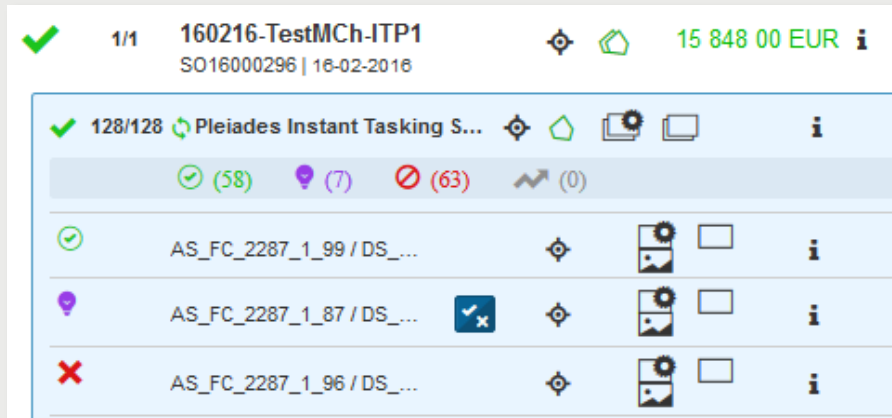 1/1 160216-TestMCh-ITP1 15 848 00 EUR i
SO16000296 | 16-02-2016
128/128 Pleiades Instant Tasking S... i
(58) (7) (63) (0)
AS_FC_2287_1_99 / DS_... i
AS_FC_2287_1_87 / DS_... i
AS_FC_2287_1_96 / DS_... i